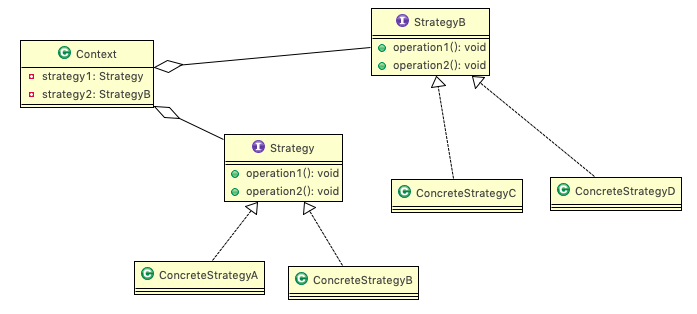 I StrategyB
operation1(): void
operation2(): void
C Context
strategy1: Strategy
strategy2: StrategyB
I Strategy
operation1(): void
operation2(): void
C ConcreteStrategyC
C ConcreteStrategyD
C ConcreteStrategyA
C ConcreteStrategyB